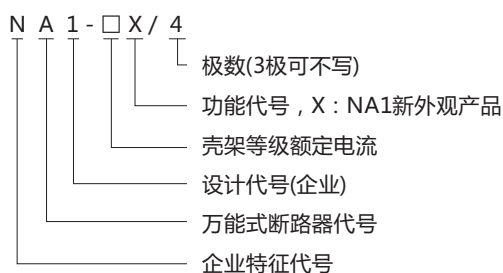 N A 1 - □ X / 4
极数(3极可不写)
功能代号，X：NA1新外观产品
壳架等级额定电流
设计代号(企业)
万能式断路器代号
企业特征代号